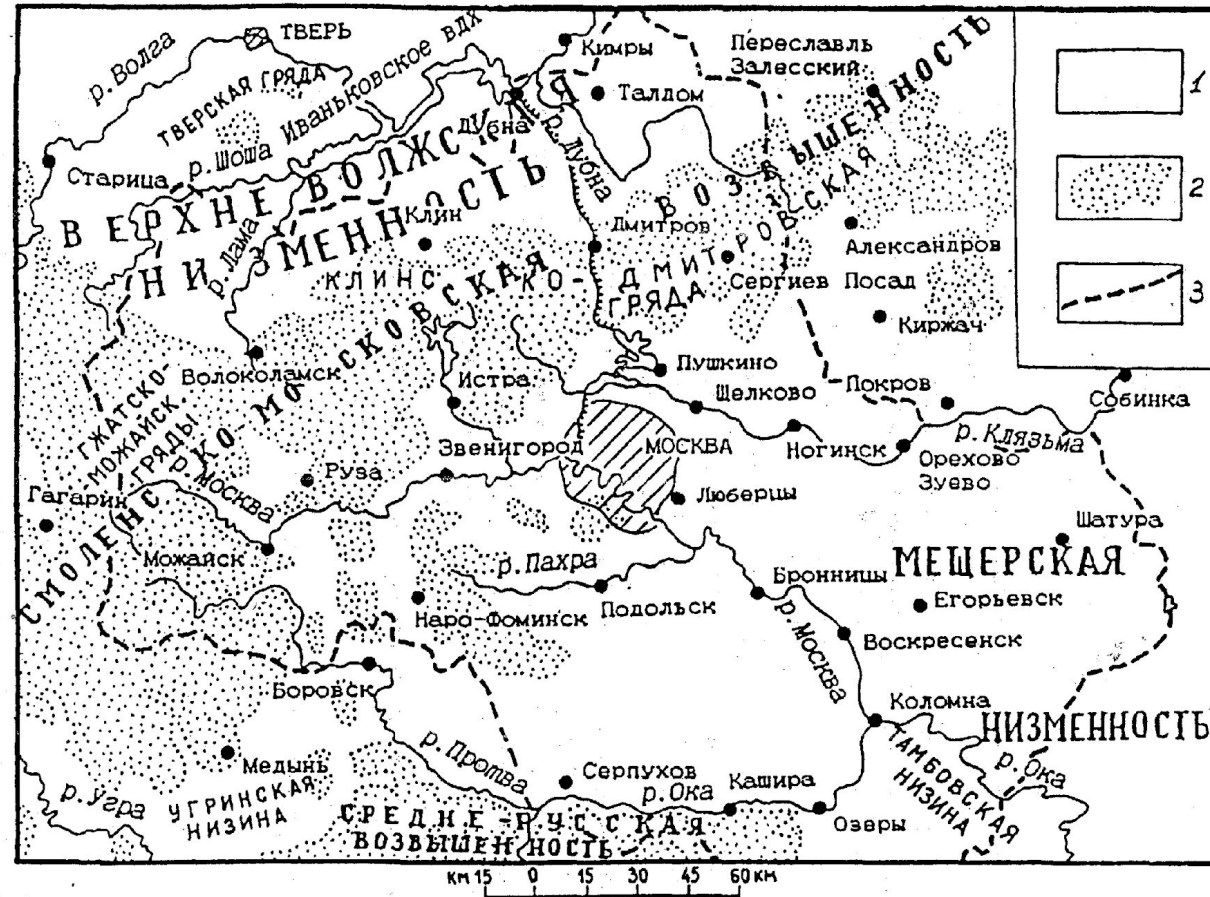 р. Волга
ТВЕРЬ
ТВЕРСКАЯ ГРЯДА
Иваньковское вдх
Кимры
Талдом
Переславль
Залесский
1
Старица
р. Шоша
Дубна
р. Дубна
ВЕРХНЕ ВОЛЖСКАЯ
НИЗМЕННОСТЬ
р. Лама
Клин
Дмитров
ВОЗВЫШЕННОСТЬ
2
Александров
КЛИНСКО-ДМИТРОВСКАЯ
ГРЯДА
Сергиев Посад
Киржач
3
Волоколамск
Истра
Пушкино
Щелково
Покров
Собинка
ГЖАТСКО-
МОЖАЙСК.
ГРЯДЫ
СМОЛЕНСКО-МОСКОВСКАЯ
р. Москва
Руза
Звенигород
МОСКВА
Ногинск
р. Клязьма
Орехово
Зуево
Гагарин
Люберцы
Шатура
Можайск
р. Пахра
МЕЩЕРСКАЯ
Наро-Фоминск
Подольск
Бронницы
Егорьевск
р. Москва
Воскресенск
Боровск
Коломна
НИЗМЕННОСТЬ
р. Ока
Медынь
р. Протва
Серпухов
р. Ока
Кашира
Озеры
ТАМБОВСКАЯ
НИЗИНА
р. Угра
УГРИНСКАЯ
НИЗИНА
СРЕДНЕ-РУССКАЯ
ВОЗВЫШЕННОСТЬ
КМ 15 0 15 30 45 60 КМ